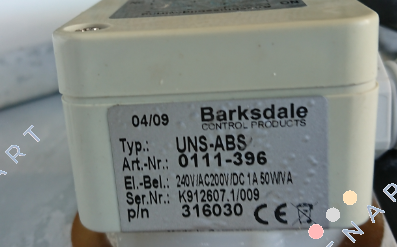 04/09 Barksdale
CONTROL PRODUCTS
Typ.: UNS-ABS
Art.-Nr.: 0111-396
El.-Bel.: 240V/AC200V/DC 1A 50W/VA
Ser.Nr.: K912607.1/009
p/n 316030 CE